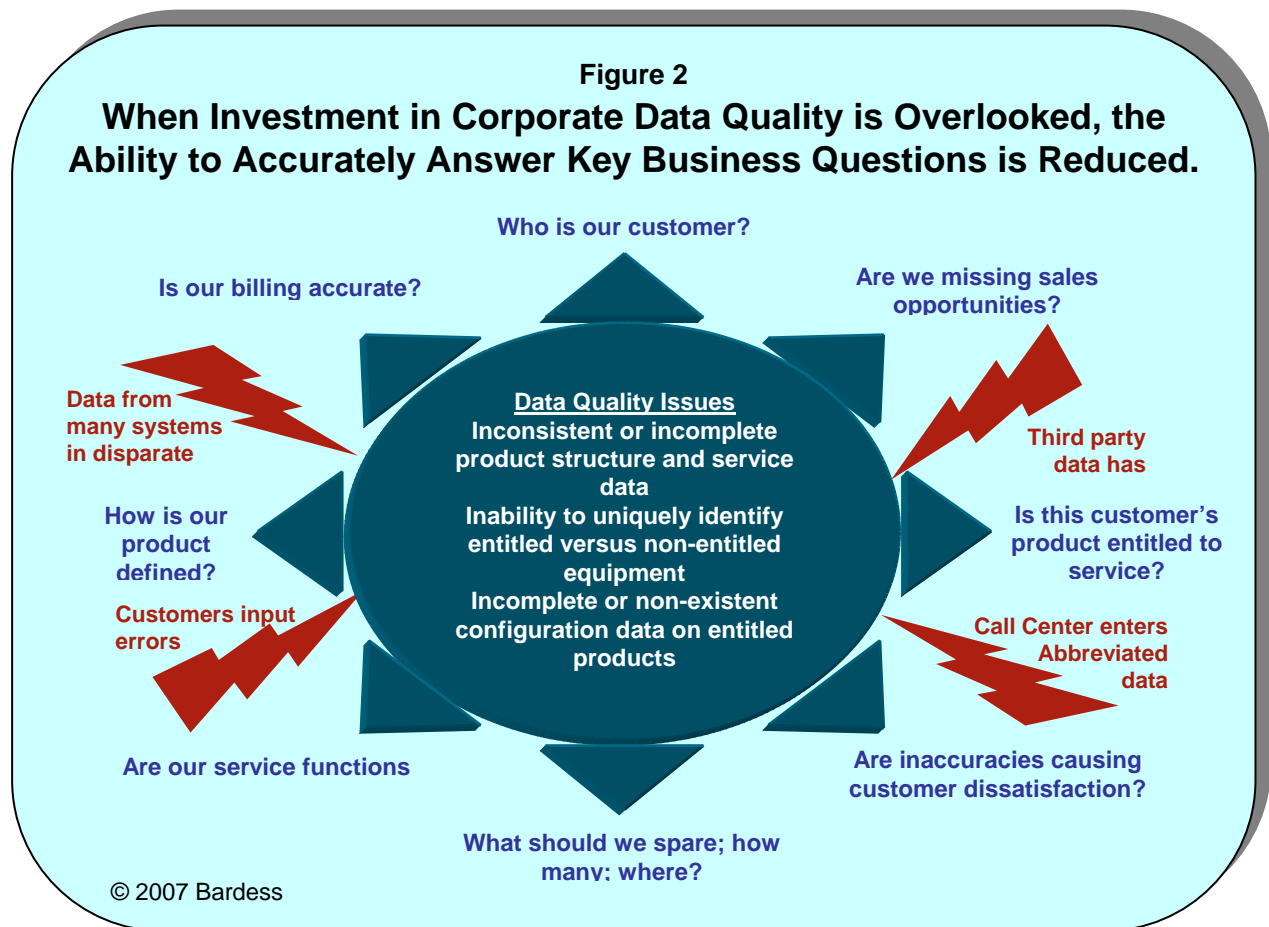 Figure 2
When Investment in Corporate Data Quality is Overlooked, the
Ability to Accurately Answer Key Business Questions is Reduced.
Who is our customer?
Is our billing accurate?
Are we missing sales
opportunities?
Data from
many systems
in disparate
Data Quality Issues
Inconsistent or incomplete
product structure and service
data
Inability to uniquely identify
entitled versus non-entitled
equipment
Incomplete or non-existent
configuration data on entitled
products
Third party
data has
How is our
product
defined?
Is this customer's
product entitled to
service?
Customers input
errors
Call Center enters
Abbreviated
data
Are our service functions
Are inaccuracies causing
customer dissatisfaction?
What should we spare; how
many; where?
© 2007 Bardess